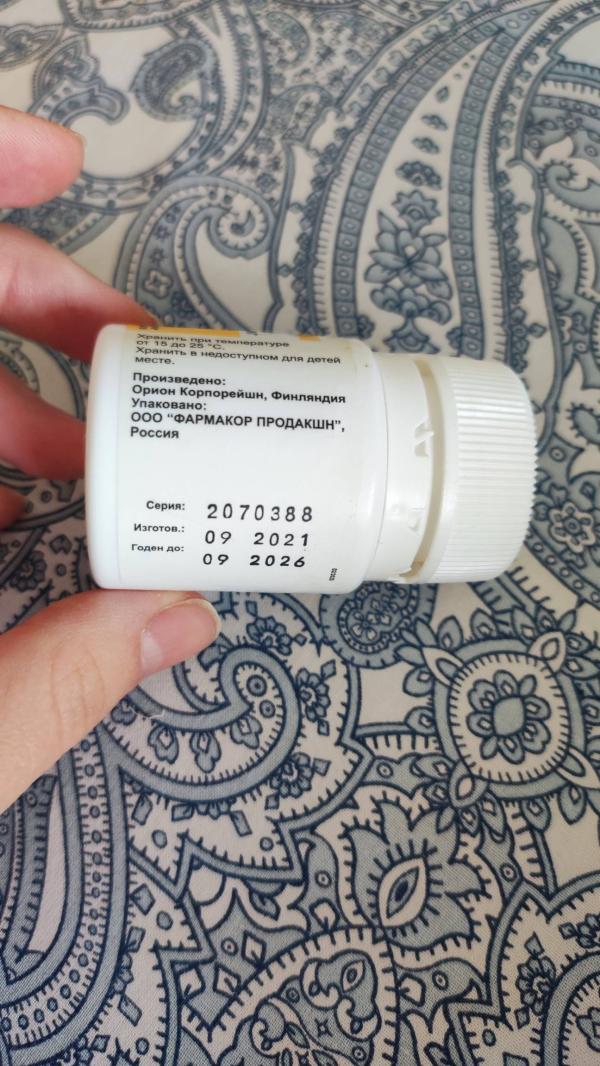 Хранить при температуре
от 15 до 25 °C.
Хранить в недоступном для детей
месте.
Произведено:
Орион Корпорейшн, Финляндия
Упаковано:
ООО “ФАРМАКОР ПРОДАКШН”,
Россия
Серия: 2070388
Изготов.: 09 2021
Годен до: 09 2026